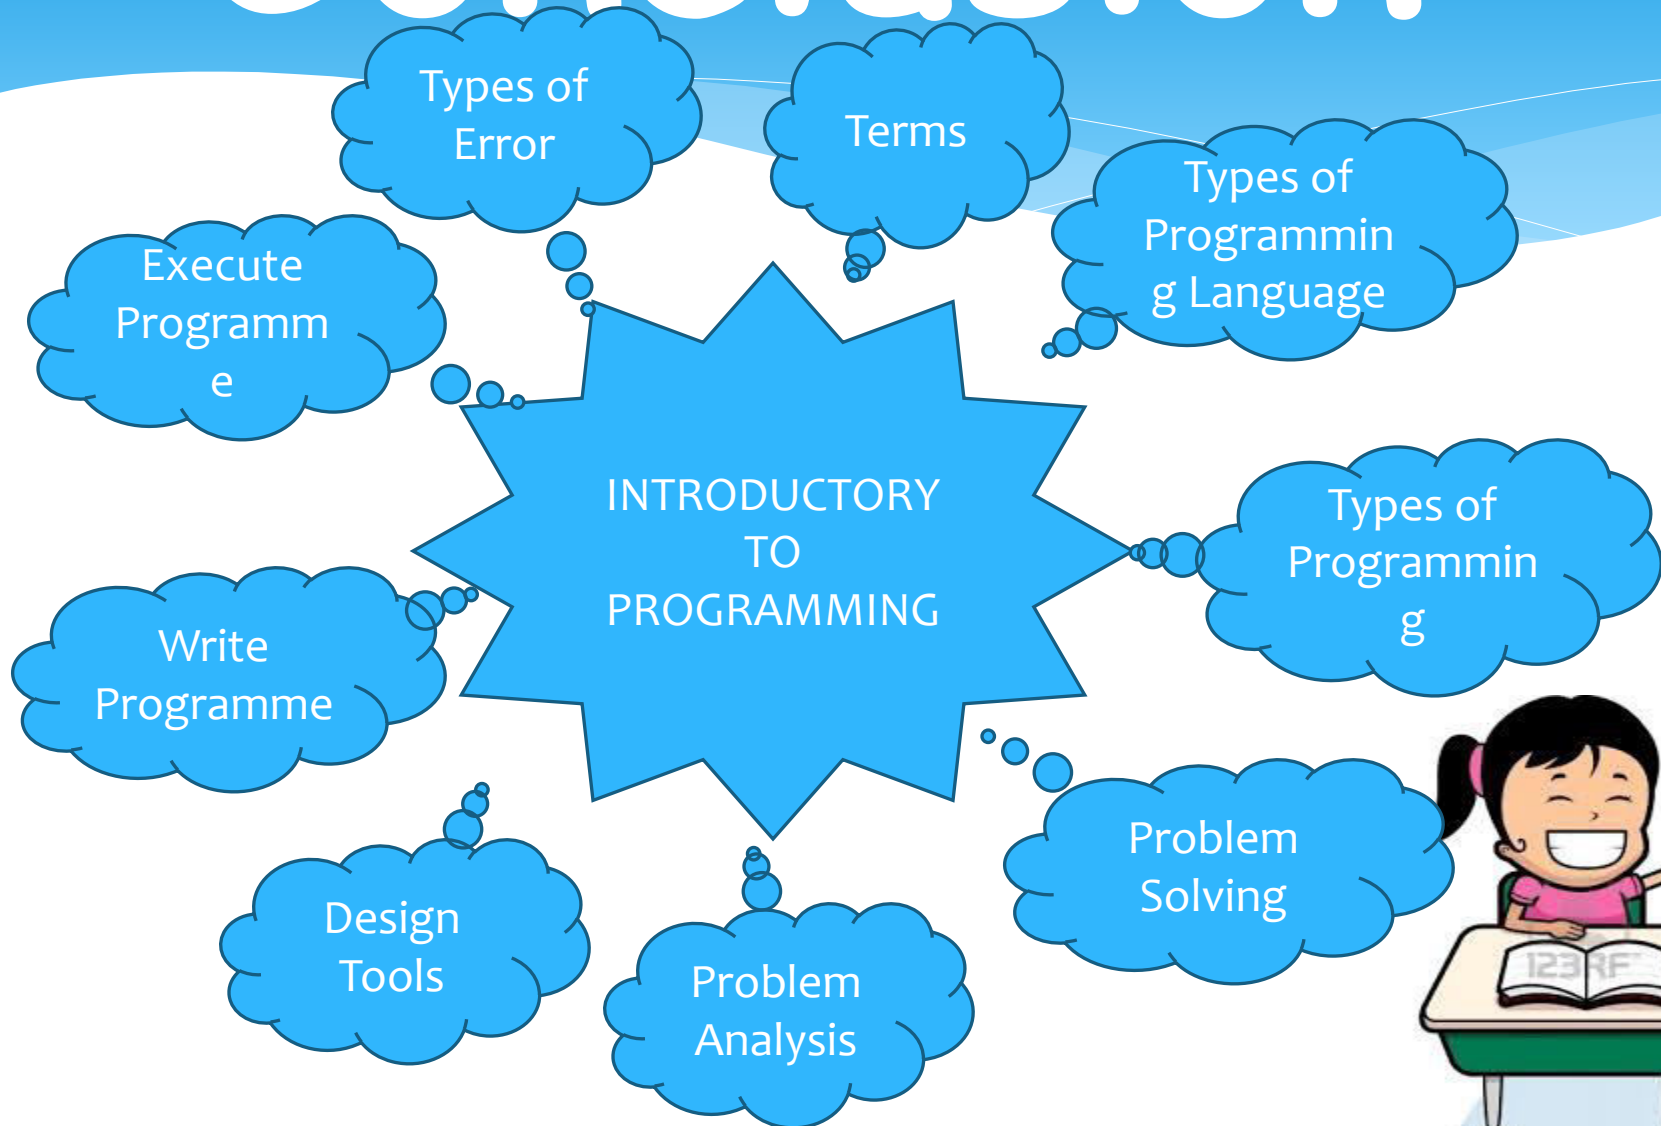 Types of
Error
Terms
Types of
Programmin
g Language
Execute
Programm
e
INTRODUCTORY
TO
PROGRAMMING
Types of
Programmin
g
Write
Programme
Problem
Solving
Design
Tools
Problem
Analysis
123RF